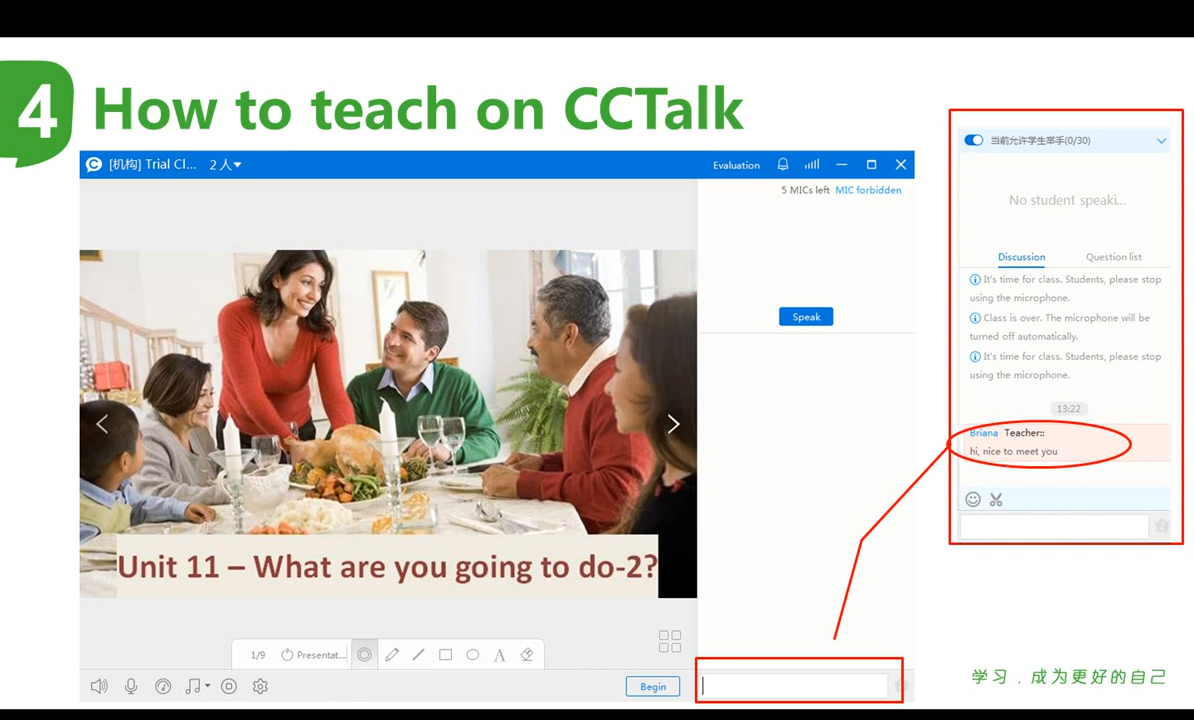 4 How to teach on CCTalk
[机构] Trial Cl... 2人
Evaluation
5 MICs left MIC forbidden
Speak
Unit 11 – What are you going to do-2?
1/9 Presentat...
A
Begin
当前允许学生举手(0/30)
No student speaki...
Discussion Question list
It's time for class. Students, please stop
using the microphone.
Class is over. The microphone will be
turned off automatically.
It's time for class. Students, please stop
using the microphone.
13:22
Briana Teacher::
hi, nice to meet you
学习．成为更好的自己